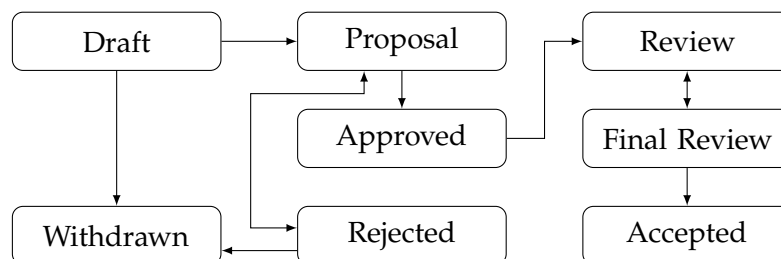 Draft
Proposal
Review
Approved
Final Review
Withdrawn
Rejected
Accepted